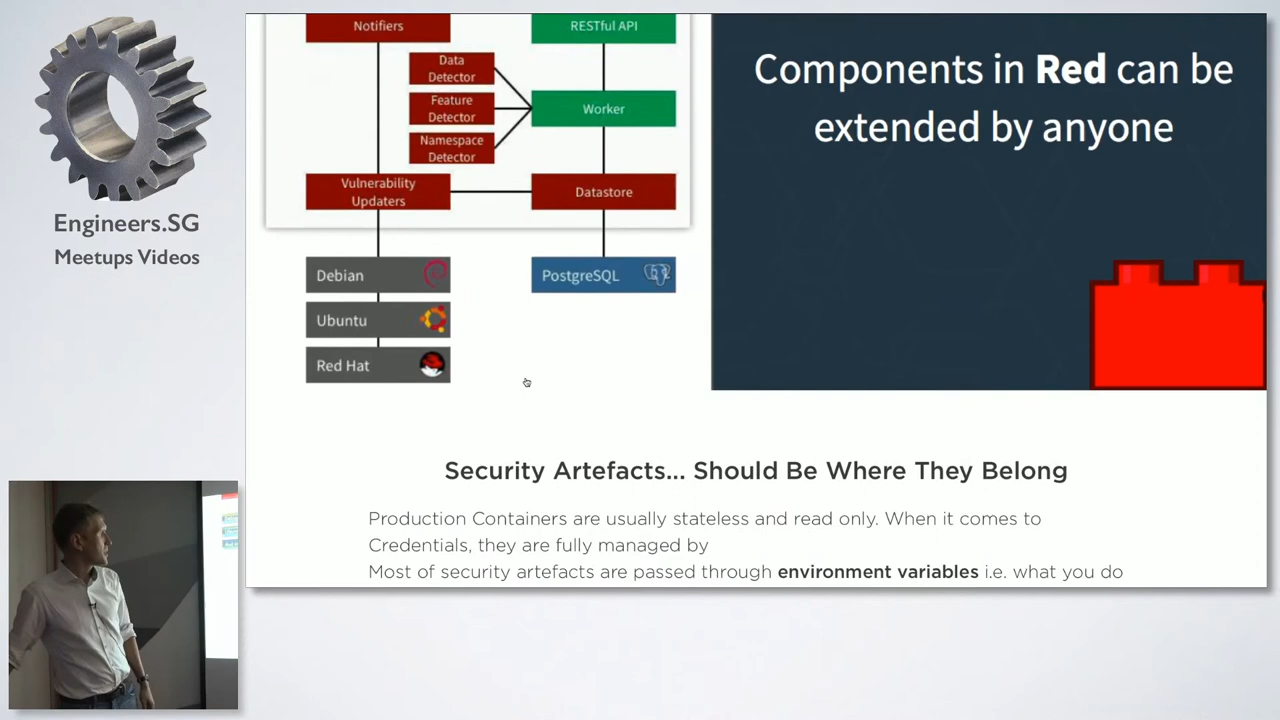 Engineers.SG
Meetups Videos
Notifiers
RESTful API
Data
Detector
Feature
Detector
Worker
Namespace
Detector
Vulnerability
Updaters
Datastore
Debian
PostgreSQL
Ubuntu
Red Hat
Components in Red can be
extended by anyone
Security Artefacts... Should Be Where They Belong
Production Containers are usually stateless and read only. When it comes to
Credentials, they are fully managed by
Most of security artefacts are passed through environment variables i.e. what you do